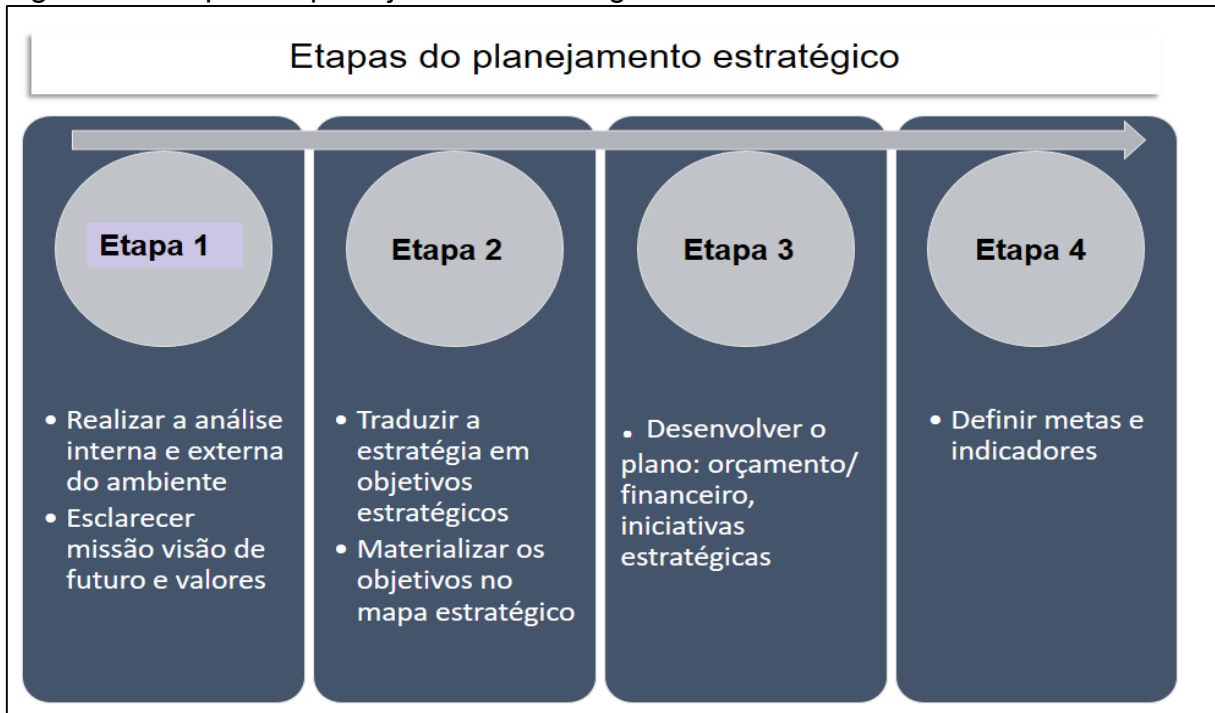 Etapas do planejamento estratégico
Etapa 1
• Realizar a análise
interna e externa
do ambiente
• Esclarecer
missão visão de
futuro e valores
Etapa 2
• Traduzir a
estratégia em
objetivos
estratégicos
• Materializar os
objetivos no
mapa estratégico
Etapa 3
. Desenvolver o
plano: orçamento/
financeiro,
iniciativas
estratégicas
Etapa 4
• Definir metas e
indicadores